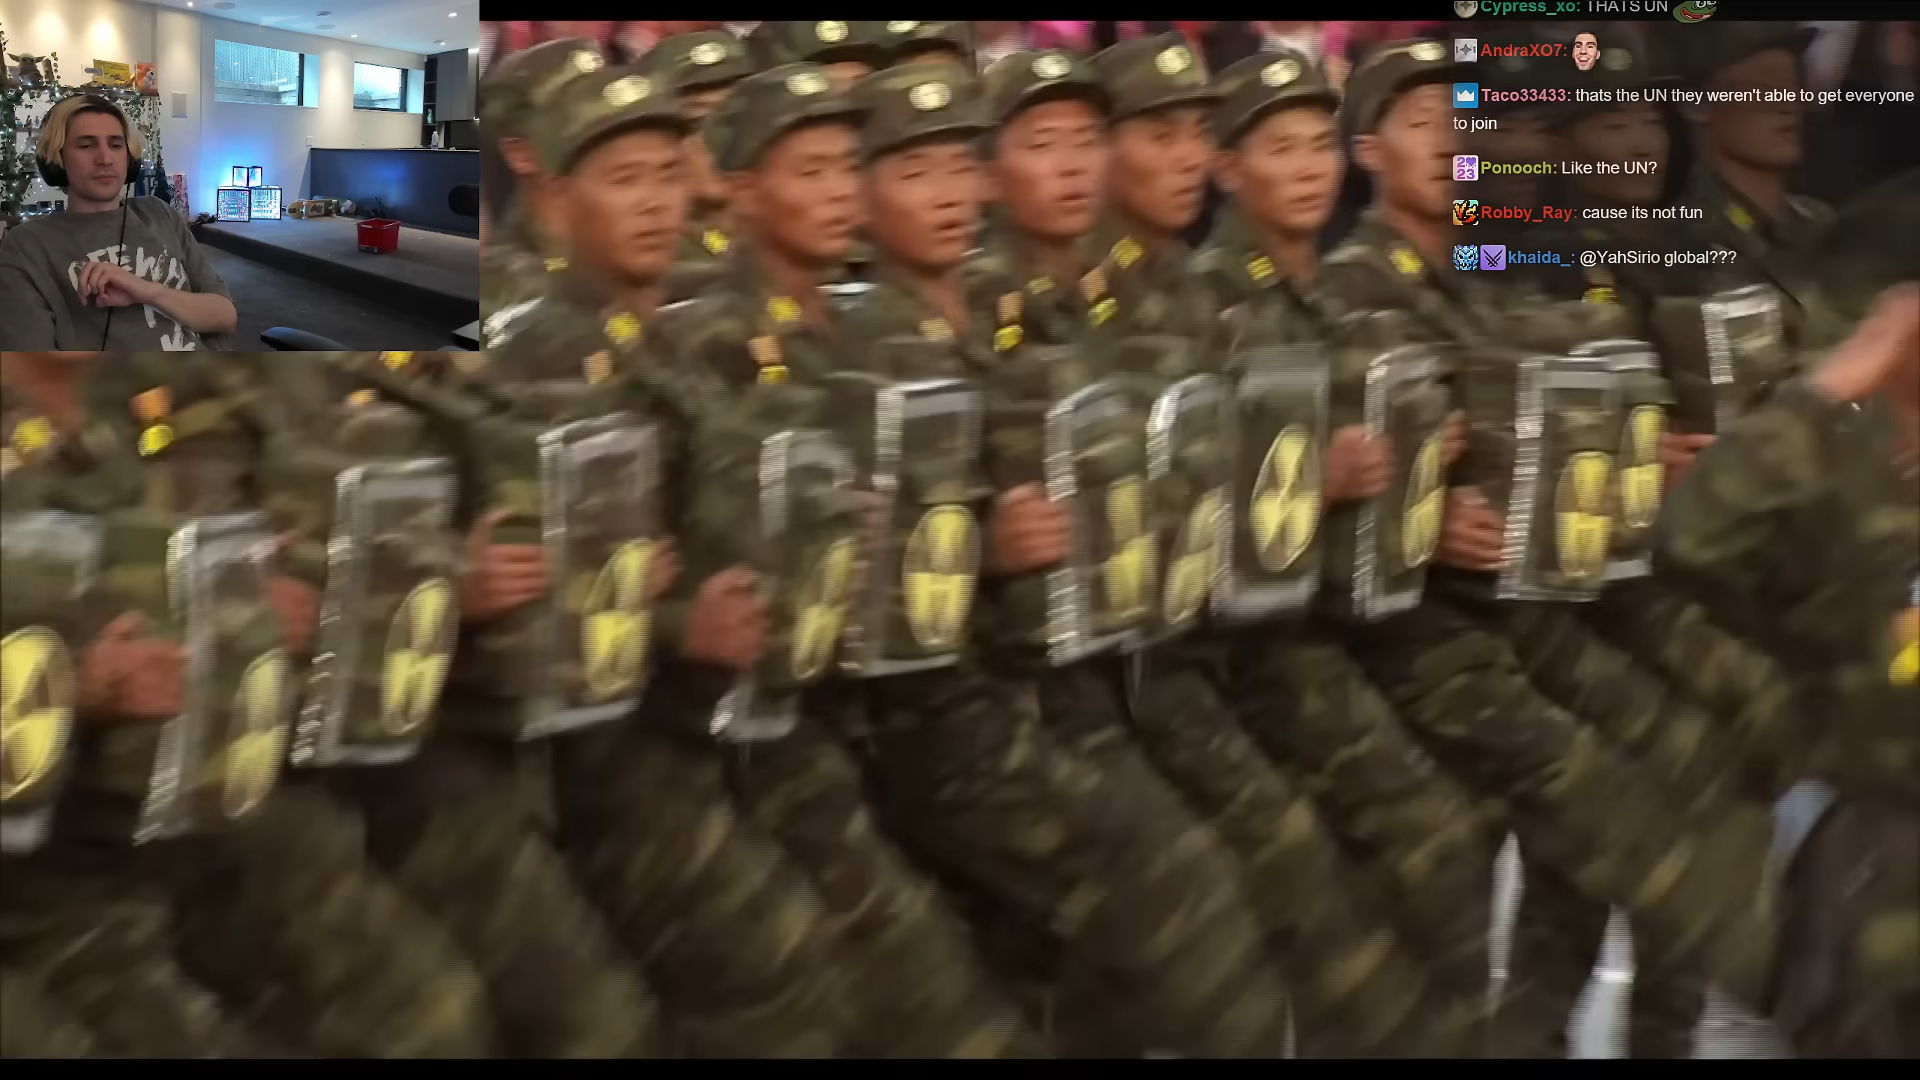 Cypress_xo: THATS UN
AndraXO7:
Taco33433: thats the UN they weren't able to get everyone
to join
Ponooch: Like the UN?
Robby_Ray: cause its not fun
khaida_: @YahSirio global???